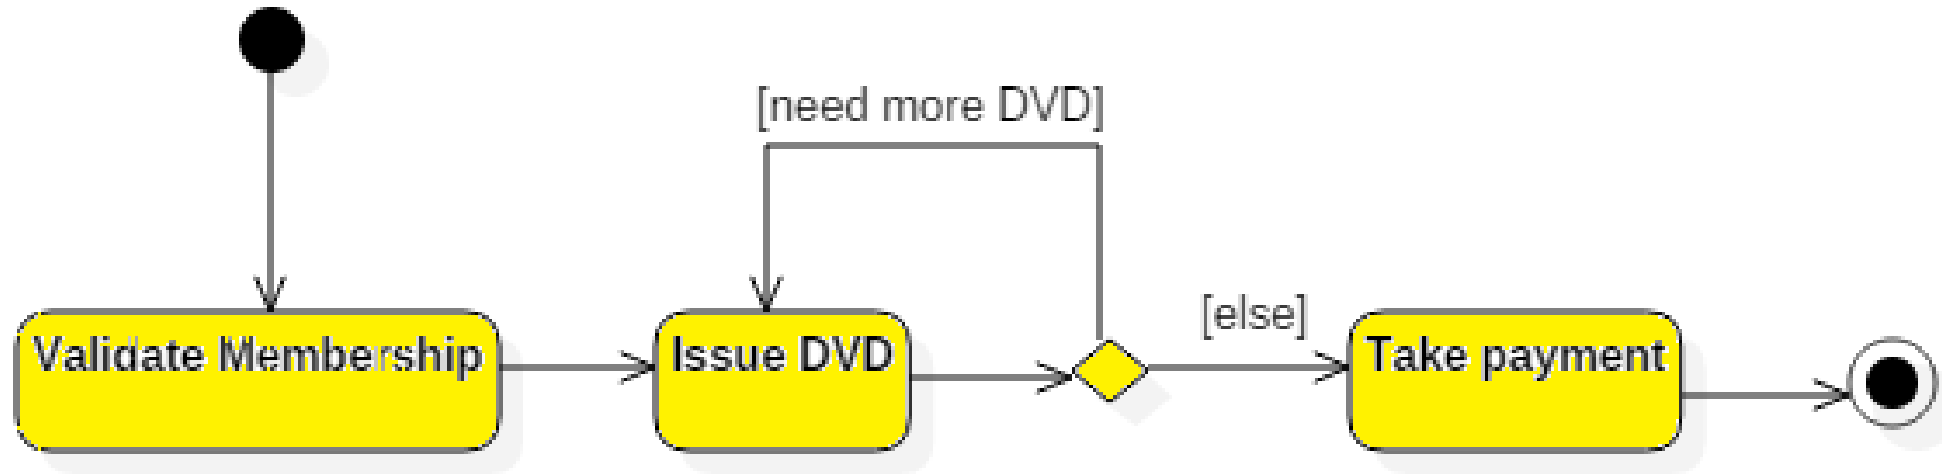 [need more DVD]
[else]
Validate Membership
Issue DVD
Take payment